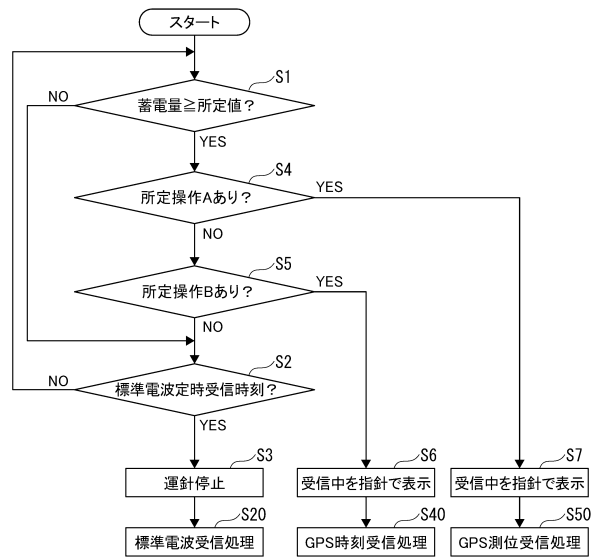 スタート
S1
NO
蓄電量≧所定値？
YES
S4
所定操作Aあり？
YES
NO
S5
所定操作Bあり？
YES
NO
S2
NO
標準電波定時受信時刻？
YES
S3
運針停止
S6
受信中を指針で表示
S7
受信中を指針で表示
S20
標準電波受信処理
S40
GPS時刻受信処理
S50
GPS測位受信処理